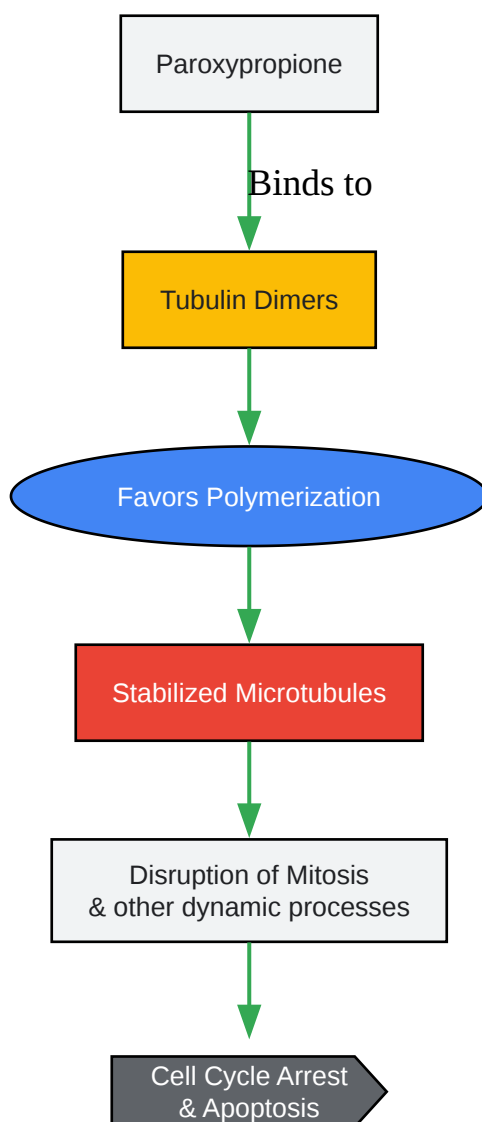 Paroxypropione
Binds to
Tubulin Dimers
Favors Polymerization
Stabilized Microtubules
Disruption of Mitosis
& other dynamic processes
Cell Cycle Arrest
& Apoptosis